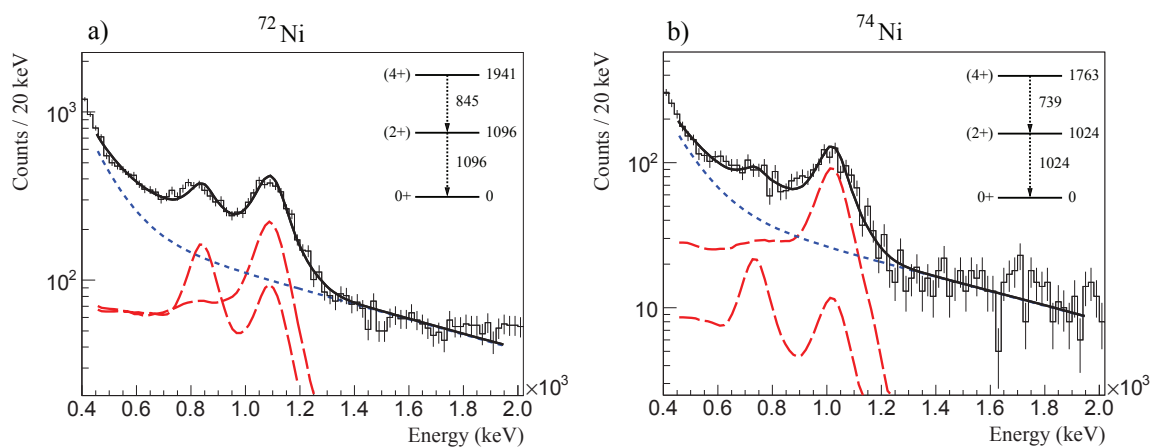 a)
⁷²Ni
Counts / 20 keV
10³
10²
(4+) 1941
845
(2+) 1096
1096
0+ 0
0.4 0.6 0.8 1.0 1.2 1.4 1.6 1.8 2.0
×10³
Energy (keV)
b)
⁷⁴Ni
Counts / 20 keV
10²
10
(4+) 1763
739
(2+) 1024
1024
0+ 0
0.4 0.6 0.8 1.0 1.2 1.4 1.6 1.8 2.0
×10³
Energy (keV)